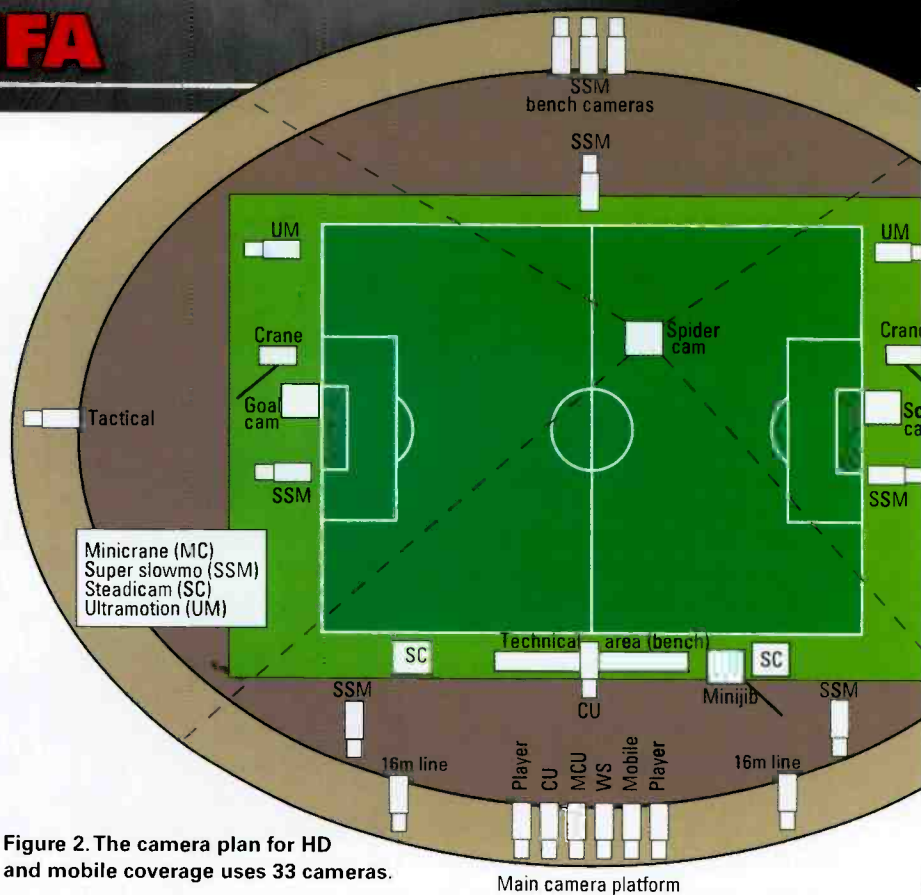 FA
SSM
bench cameras
SSM
UM
UM
Crane
Spider
cam
Goal
cam
Tactical
SSM
SSM
Minicrane (MC)
Super slowmo (SSM)
Steadicam (SC)
Ultramotion (UM)
SC
Technical area (bench)
SC
SSM
CU
Minijib
SSM
16m line
Player
CU
MCU
WS
Mobile
Player
16m line
Figure 2. The camera plan for HD
and mobile coverage uses 33 cameras.
Main camera platform